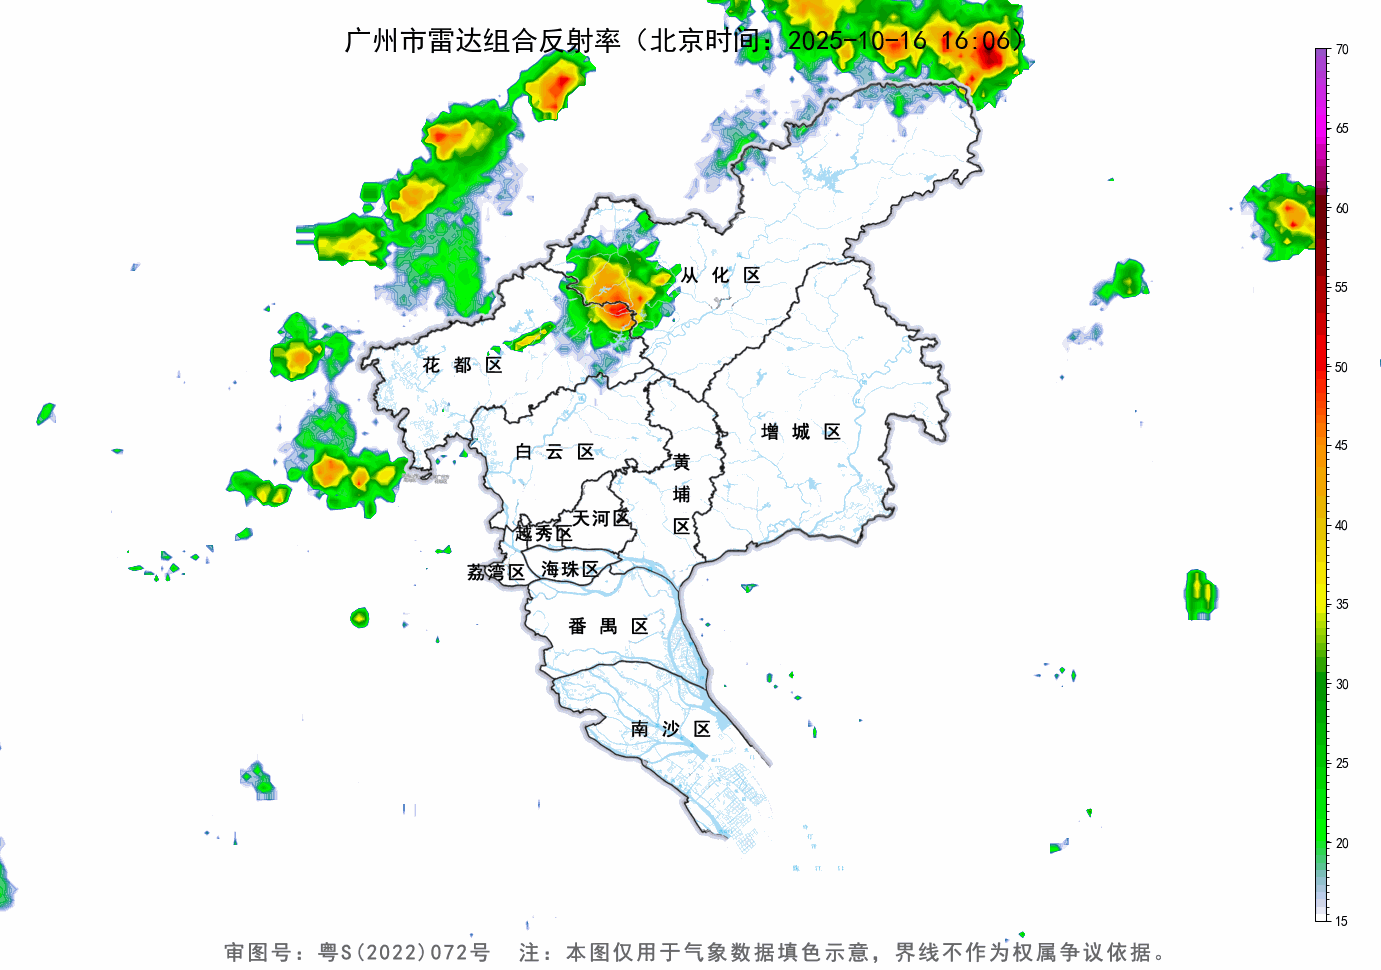 广州市雷达组合反射率（北京时间：2025-10-16 16:06）
70
65
60
55
50
45
40
35
30
25
20
15
从化区
花都区
增城区
白云区
黄埔区
天河区
越秀区
荔湾区
海珠区
番禺区
南沙区
审图号：粤S(2022)072号 注：本图仅用于气象数据填色示意，界线不作为权属争议依据。